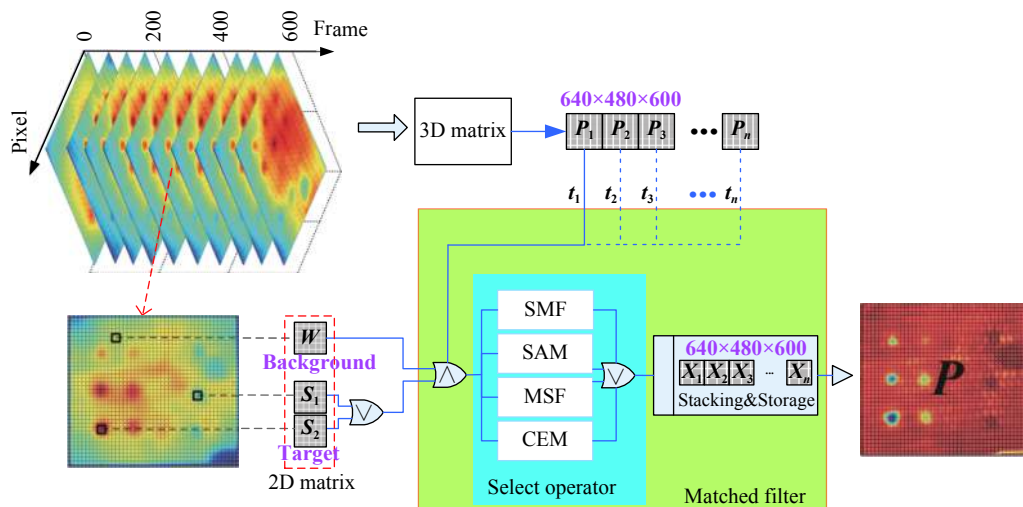 0 200 400 600 Frame
Pixel
640×480×600
3D matrix
P1 P2 P3 ••• Pn
t1 t2 t3 ••• tn
W
Background
S1
S2
Target
2D matrix
∧
∨
SMF
SAM
MSF
CEM
∨
Select operator
640×480×600
X1 X2 X3 ... Xn
Stacking&Storage
Matched filter
P